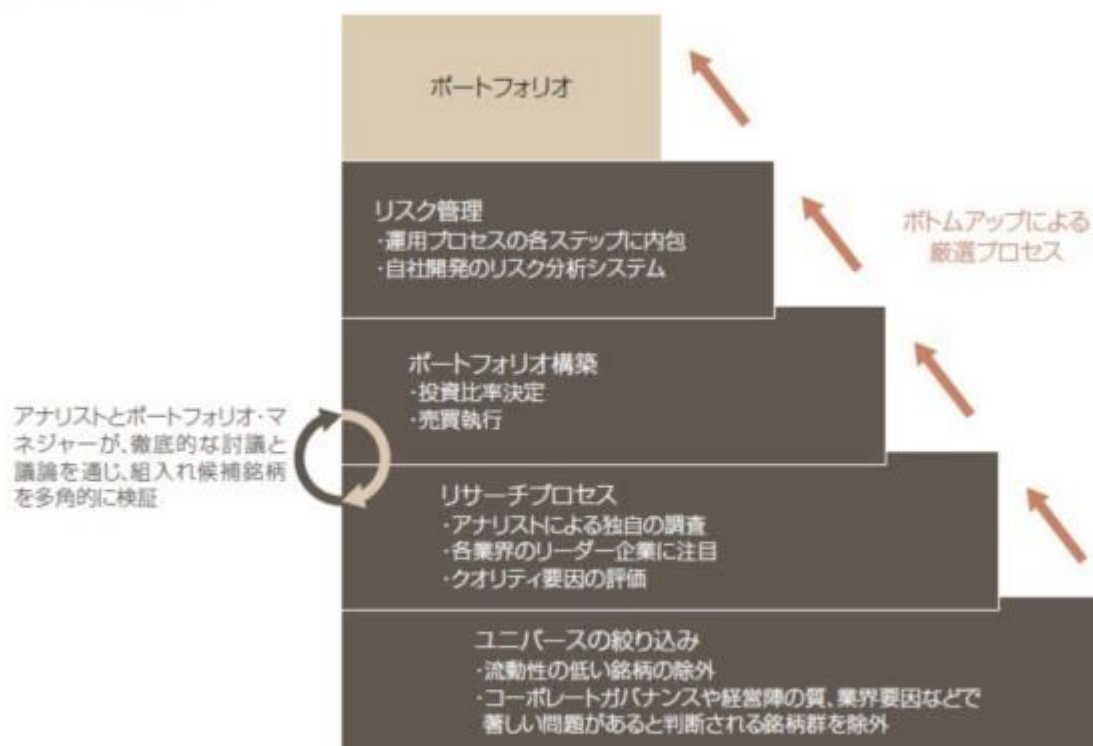 ポートフォリオ
リスク管理
・運用プロセスの各ステップに内包
・自社開発のリスク分析システム
ボトムアップによる
厳選プロセス
ポートフォリオ構築
・投資比率決定
・売買執行
アナリストとポートフォリオ・マ
ネジャーが、徹底的な討議と
議論を通じ、組入れ候補銘柄
を多角的に検証
リサーチプロセス
・アナリストによる独自の調査
・各業界のリーダー企業に注目
・クオリティ要因の評価
ユニバースの絞り込み
・流動性の低い銘柄の除外
・コーポレートガバナンスや経営陣の質、業界要因などで
著しい問題があると判断される銘柄群を除外